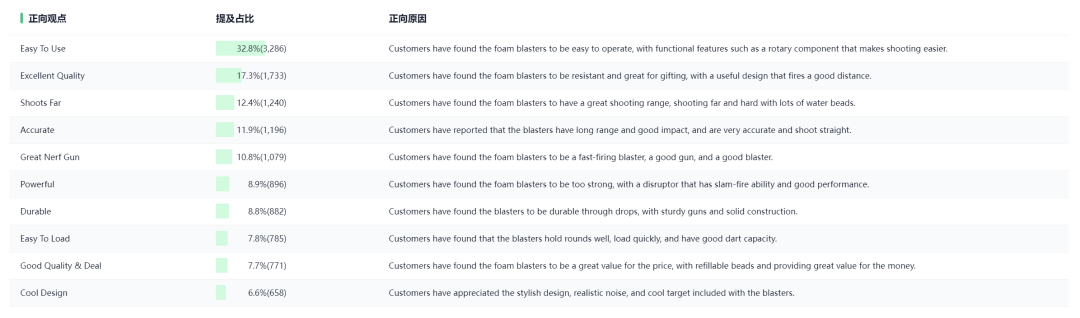 正向观点 提及占比 正向原因
Easy To Use 32.8%(3,286) Customers have found the foam blasters to be easy to operate, with functional features such as a rotary component that makes shooting easier.
Excellent Quality 17.3%(1,733) Customers have found the foam blasters to be resistant and great for gifting, with a useful design that fires a good distance.
Shoots Far 12.4%(1,240) Customers have found the foam blasters to have a great shooting range, shooting far and hard with lots of water beads.
Accurate 11.9%(1,196) Customers have reported that the blasters have long range and good impact, and are very accurate and shoot straight.
Great Nerf Gun 10.8%(1,079) Customers have found the foam blasters to be a fast-firing blaster, a good gun, and a good blaster.
Powerful 8.9%(896) Customers have found the foam blasters to be too strong, with a disruptor that has slam-fire ability and good performance.
Durable 8.8%(882) Customers have found the blasters to be durable through drops, with sturdy guns and solid construction.
Easy To Load 7.8%(785) Customers have found that the blasters hold rounds well, load quickly, and have good dart capacity.
Good Quality & Deal 7.7%(771) Customers have found the foam blasters to be a great value for the price, with refillable beads and providing great value for the money.
Cool Design 6.6%(658) Customers have appreciated the stylish design, realistic noise, and cool target included with the blasters.